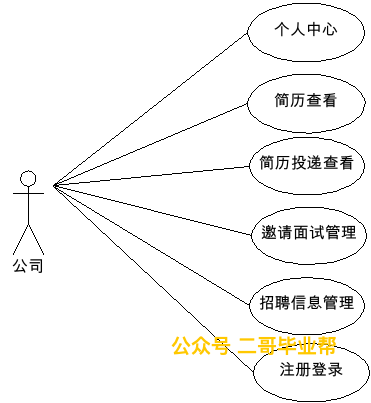 个人中心
简历查看
简历投递查看
邀请面试管理
公司
招聘信息管理
公众号 二哥毕业帮
注册登录